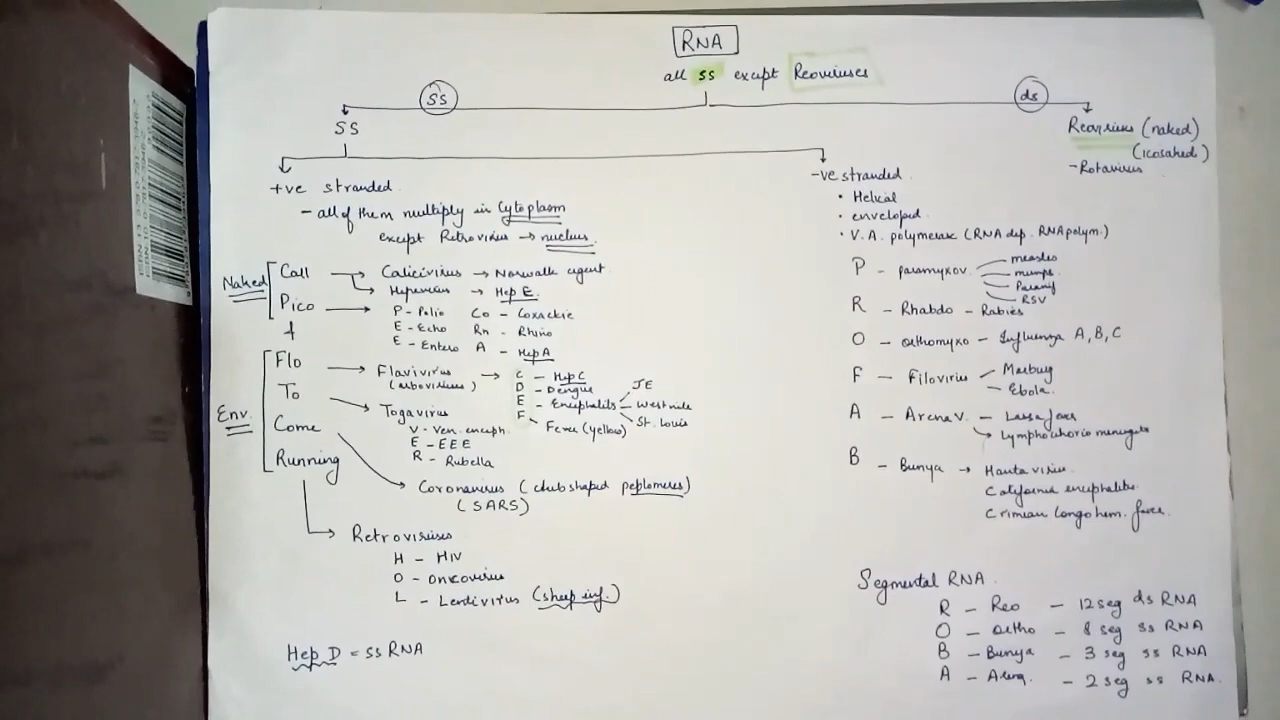 RNA
all ss except Reoviruses
ss
ds
SS
Reovirus (naked)
(icosahed)
- Rotavirus
+ve stranded
- all of them multiply in Cytoplasm
except Retrovirus → nucleus
Naked
Call → Calicivirus → Norwalk agent
→ Hepevirus → Hep E
Pico → P - Polio Co - Coxackie
E - Echo Rn - Rhino
E - Entero A - Hep A
+
Env.
Flo → Flavivirus → C - Hep C
(arboviruses) D - Dengue
E - Encephalitis JE
West nile
St. Louis
F - Fever (yellow)
To → Togavirus
V - Ven. enceph.
E - EEE
R - Rubella
Come
Coronavirus (club shaped peplomeres)
(SARS)
Running
→ Retroviruses
H - HIV
O - Oncovirus
L - Lentivirus (sheep inf.)
Hep D = ss RNA
-ve stranded
• Helical
• enveloped
• V.A. polymerase (RNA dep. RNA polym.)
P - paramyxov. measles
mumps
RSV
R - Rhabdo - Rabies
O - Orthomyxo - Influenza A, B, C
F - Filovirus - Marburg
- Ebola.
A - Arena V. - Lassa fever
→ Lymphochorio
B - Bunya → Hantavirus
California encephalitis
Crimean Congo hem. fever
Segmental RNA
R - Reo - 12 seg ds RNA
O - Ortho - 8 seg ss RNA
B - Bunya - 3 seg ss RNA
A - Arena - 2 seg ss RNA.